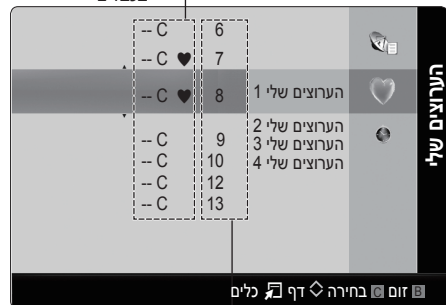 6 C --
7 ♥ C --
הערוצים שלי 1 8 ♥ C --
הערוצים שלי 2
הערוצים שלי 3 9 C --
הערוצים שלי 4 10 C --
12 C --
13 C --
הערוצים שלי
B זום C בחירה דף כלים